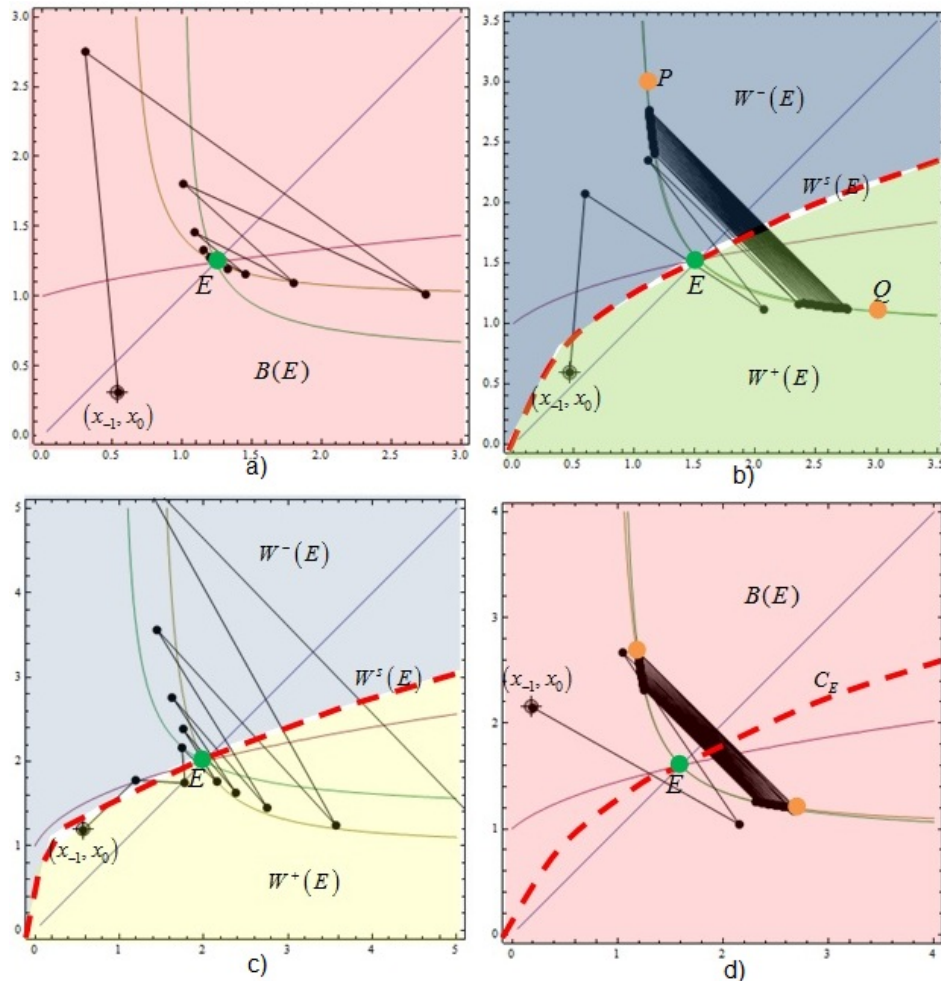 3.0
2.5
2.0
1.5
1.0
0.5
0.0
E
B(E)
(x₋₁, x₀)
0.0 0.5 1.0 1.5 2.0 2.5 3.0
a)
3.5
3.0
2.5
2.0
1.5
1.0
0.5
0.0
P
W⁻(E)
Wˢ(E)
E
Q
W⁺(E)
(x₋₁, x₀)
0.0 0.5 1.0 1.5 2.0 2.5 3.0 3.5
b)
5
4
3
2
1
0
W⁻(E)
Wˢ(E)
E
(x₋₁, x₀)
W⁺(E)
0 1 2 3 4 5
c)
4
3
2
1
0
B(E)
(x₋₁, x₀)
C_E
E
0 1 2 3 4
d)